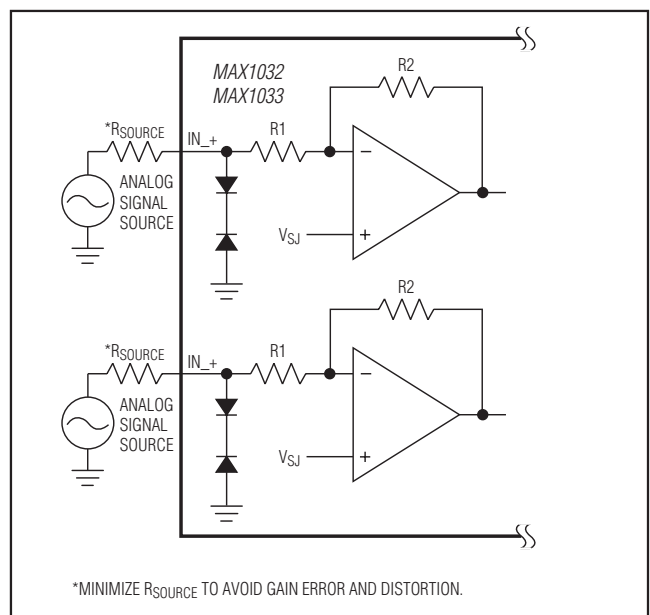 MAX1032
MAX1033
R2
*RSOURCE
IN_+
R1
ANALOG
SIGNAL
SOURCE
−
VSJ
+
R2
*RSOURCE
IN_+
R1
ANALOG
SIGNAL
SOURCE
−
VSJ
+
*MINIMIZE RSOURCE TO AVOID GAIN ERROR AND DISTORTION.